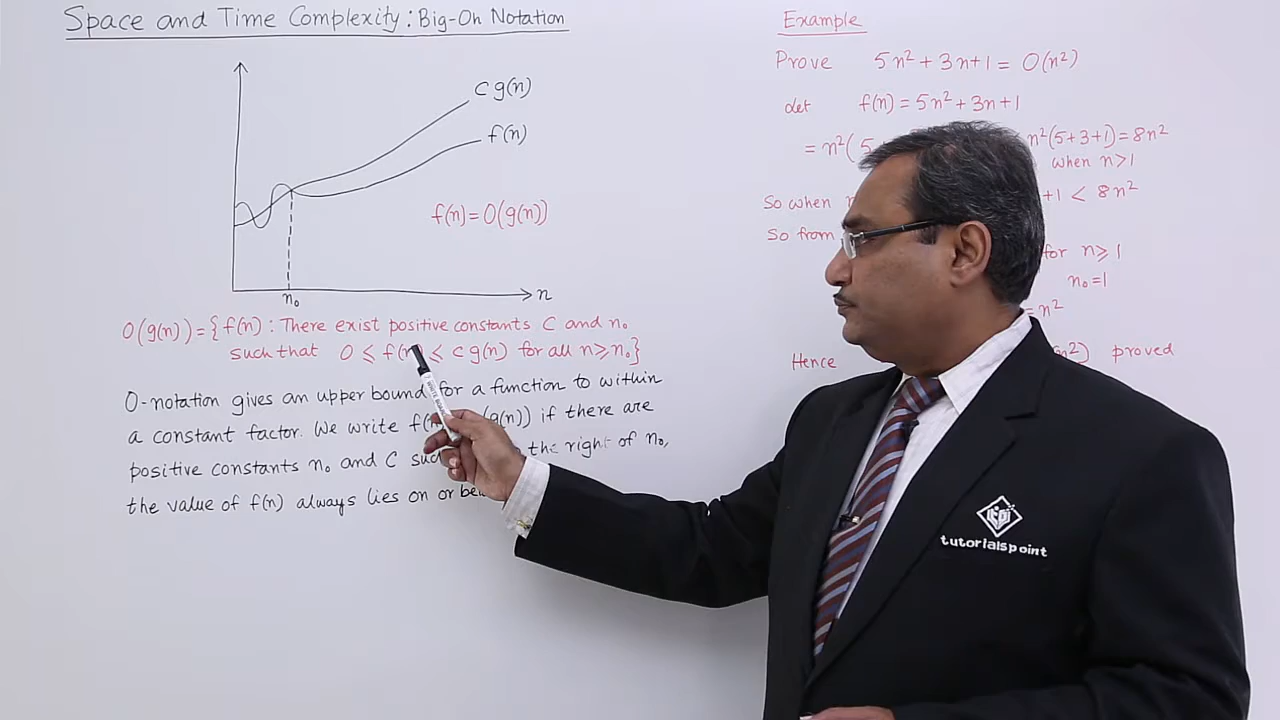 Space and Time Complexity: Big-Oh Notation
c g(n)
f(n)
f(n) = O(g(n))
n
n₀
O(g(n)) = {f(n) : There exist positive constants C and n₀
such that 0 ⩽ f(n) ⩽ c g(n) for all n ⩾ n₀}
O-notation gives an upper bound for a function to within
a constant factor. We write f(n) (g(n)) if there are
positive constants n₀ and C the right of n₀,
the value of f(n) always lies on or
Example
Prove 5n² + 3n + 1 = O(n²)
Let f(n) = 5n² + 3n + 1
= n²(5 n²(5+3+1) = 8n²
when n > 1
So when +1 < 8n²
So from for n ⩾ 1
n₀ = 1
= n²
Hence (n²) proved
tutorialspoint